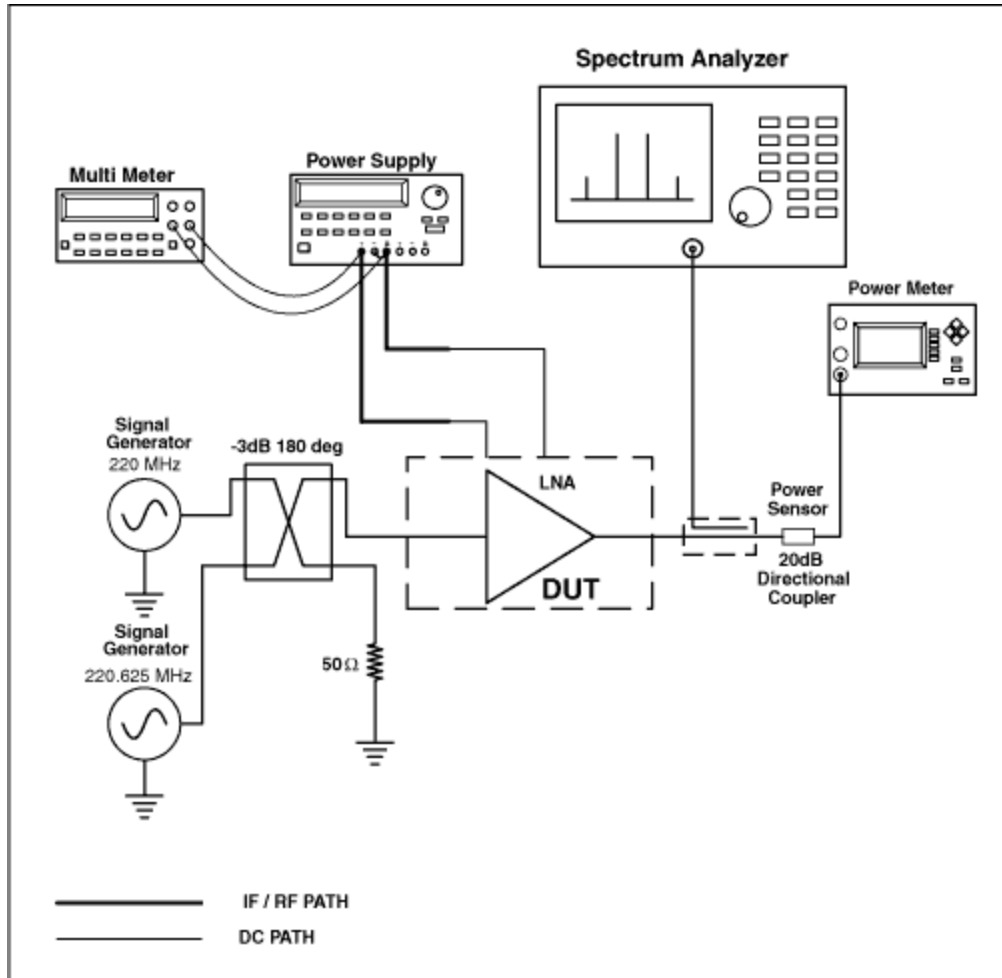 Spectrum Analyzer
Power Supply
Multi Meter
Power Meter
Signal
Generator
220 MHz
-3dB 180 deg
LNA
DUT
Power
Sensor
20dB
Directional
Coupler
Signal
Generator
220.625 MHz
50Ω
IF / RF PATH
DC PATH